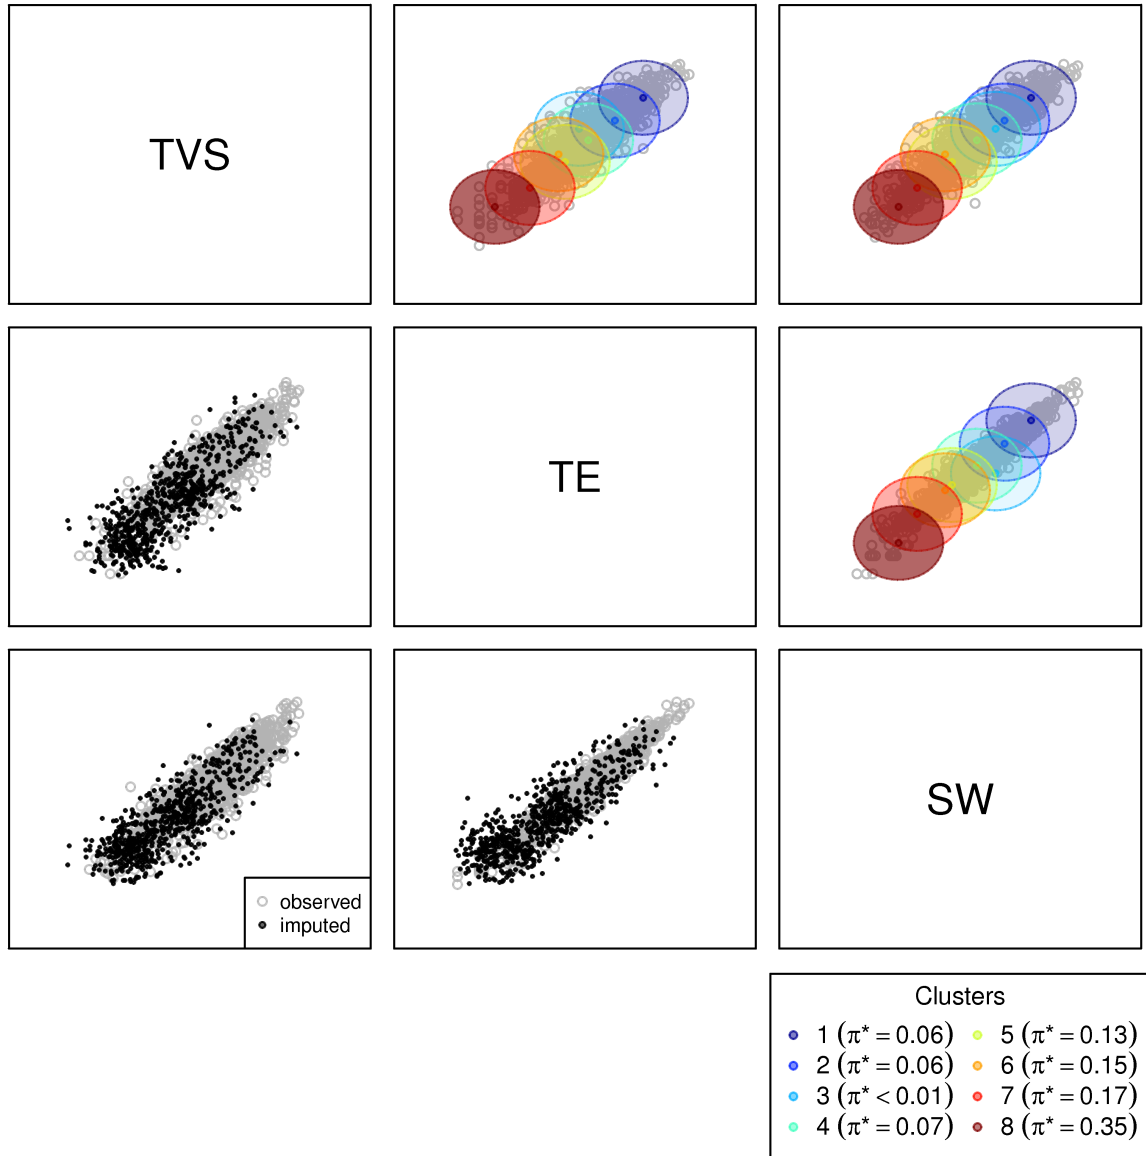 TVS
TE
SW
observed
imputed
Clusters
1 (π* = 0.06) 5 (π* = 0.13)
2 (π* = 0.06) 6 (π* = 0.15)
3 (π* < 0.01) 7 (π* = 0.17)
4 (π* = 0.07) 8 (π* = 0.35)